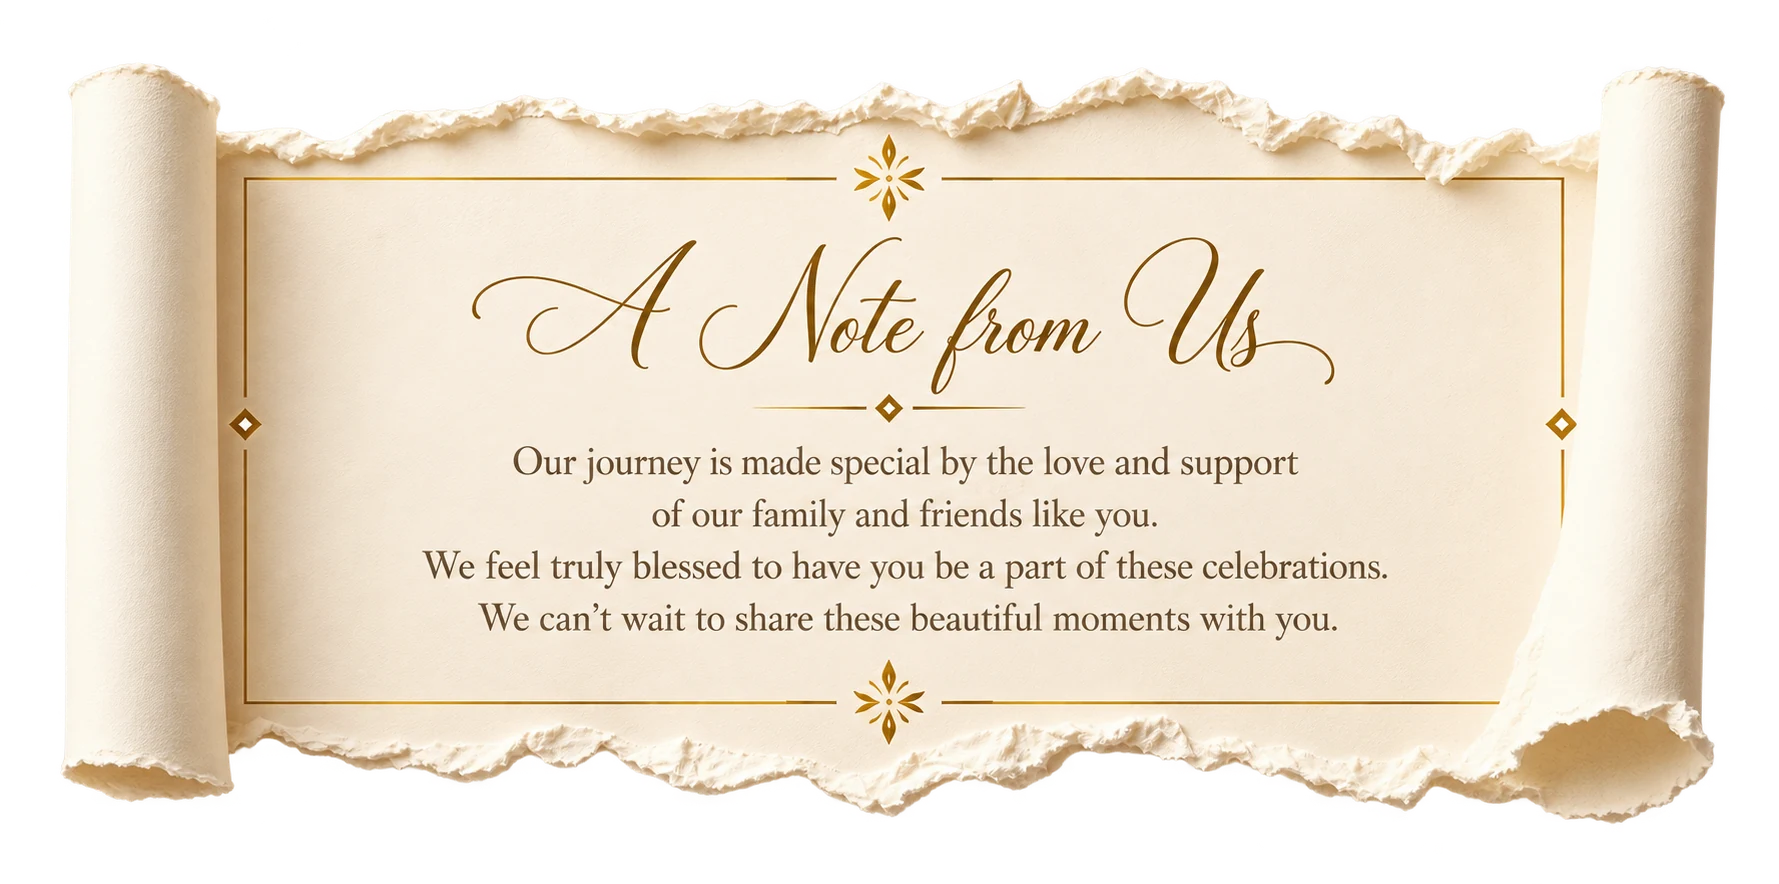 A Note from Us
Our journey is made special by the love and support
of our family and friends like you.
We feel truly blessed to have you be a part of these celebrations.
We can’t wait to share these beautiful moments with you.